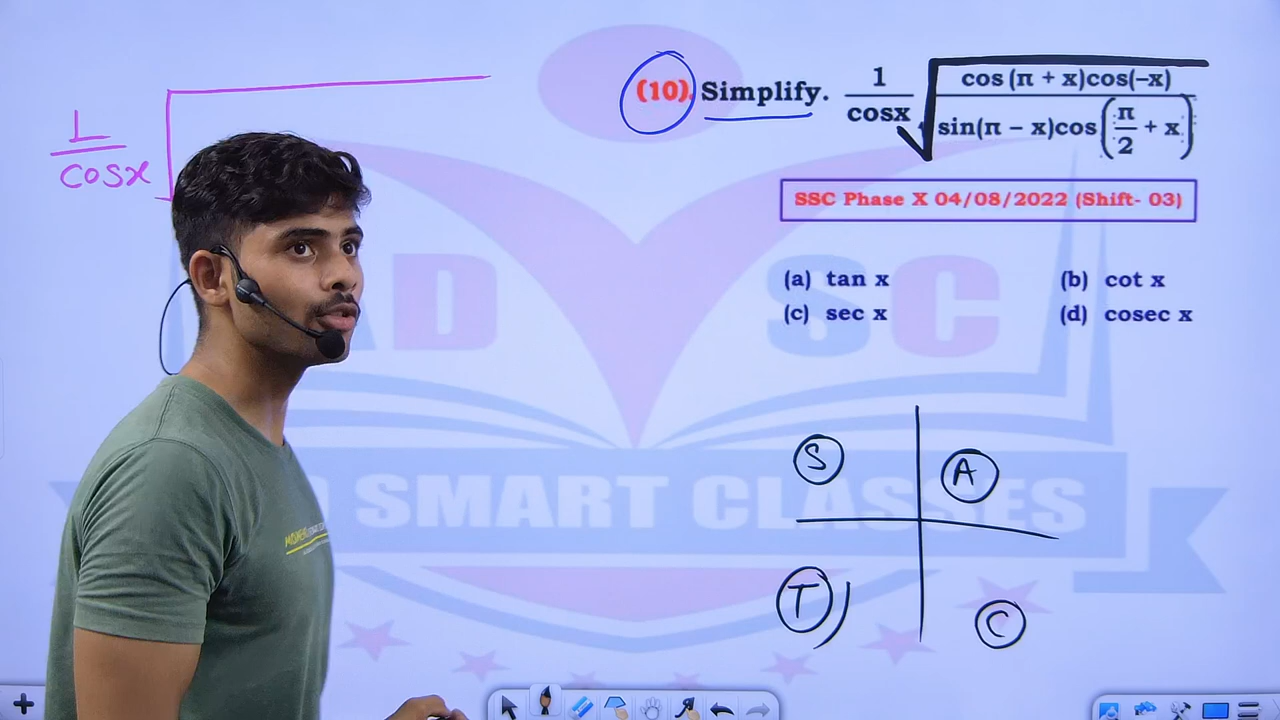 (10). Simplify. 1/cosx √(cos (π + x)cos(−x) / sin(π − x)cos(π/2 + x))
SSC Phase X 04/08/2022 (Shift- 03)
(a) tan x (b) cot x
(c) sec x (d) cosec x
1
cosx
S A
T C
D SC
SMART CLASSES